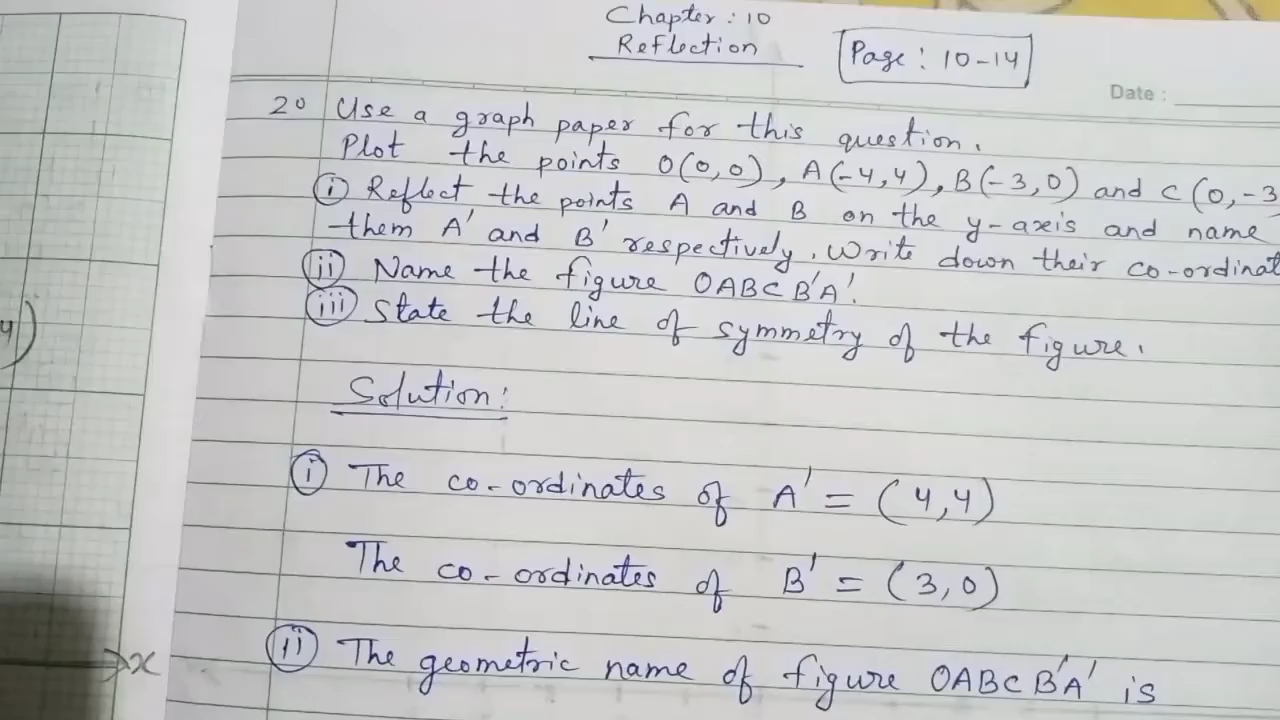 Chapter : 10
Reflection
Page : 10-14
Date :
20 Use a graph paper for this question.
Plot the points O(0,0), A(-4,4), B(-3,0) and C(0,-3
(i) Reflect the points A and B on the y-axis and name
them A' and B' respectively. Write down their co-ordinat
(ii) Name the figure OABCB'A'.
(iii) State the line of symmetry of the figure.
Solution:
(i) The co-ordinates of A' = (4,4)
The co-ordinates of B' = (3,0)
(ii) The geometric name of figure OABCB'A' is
4)
x